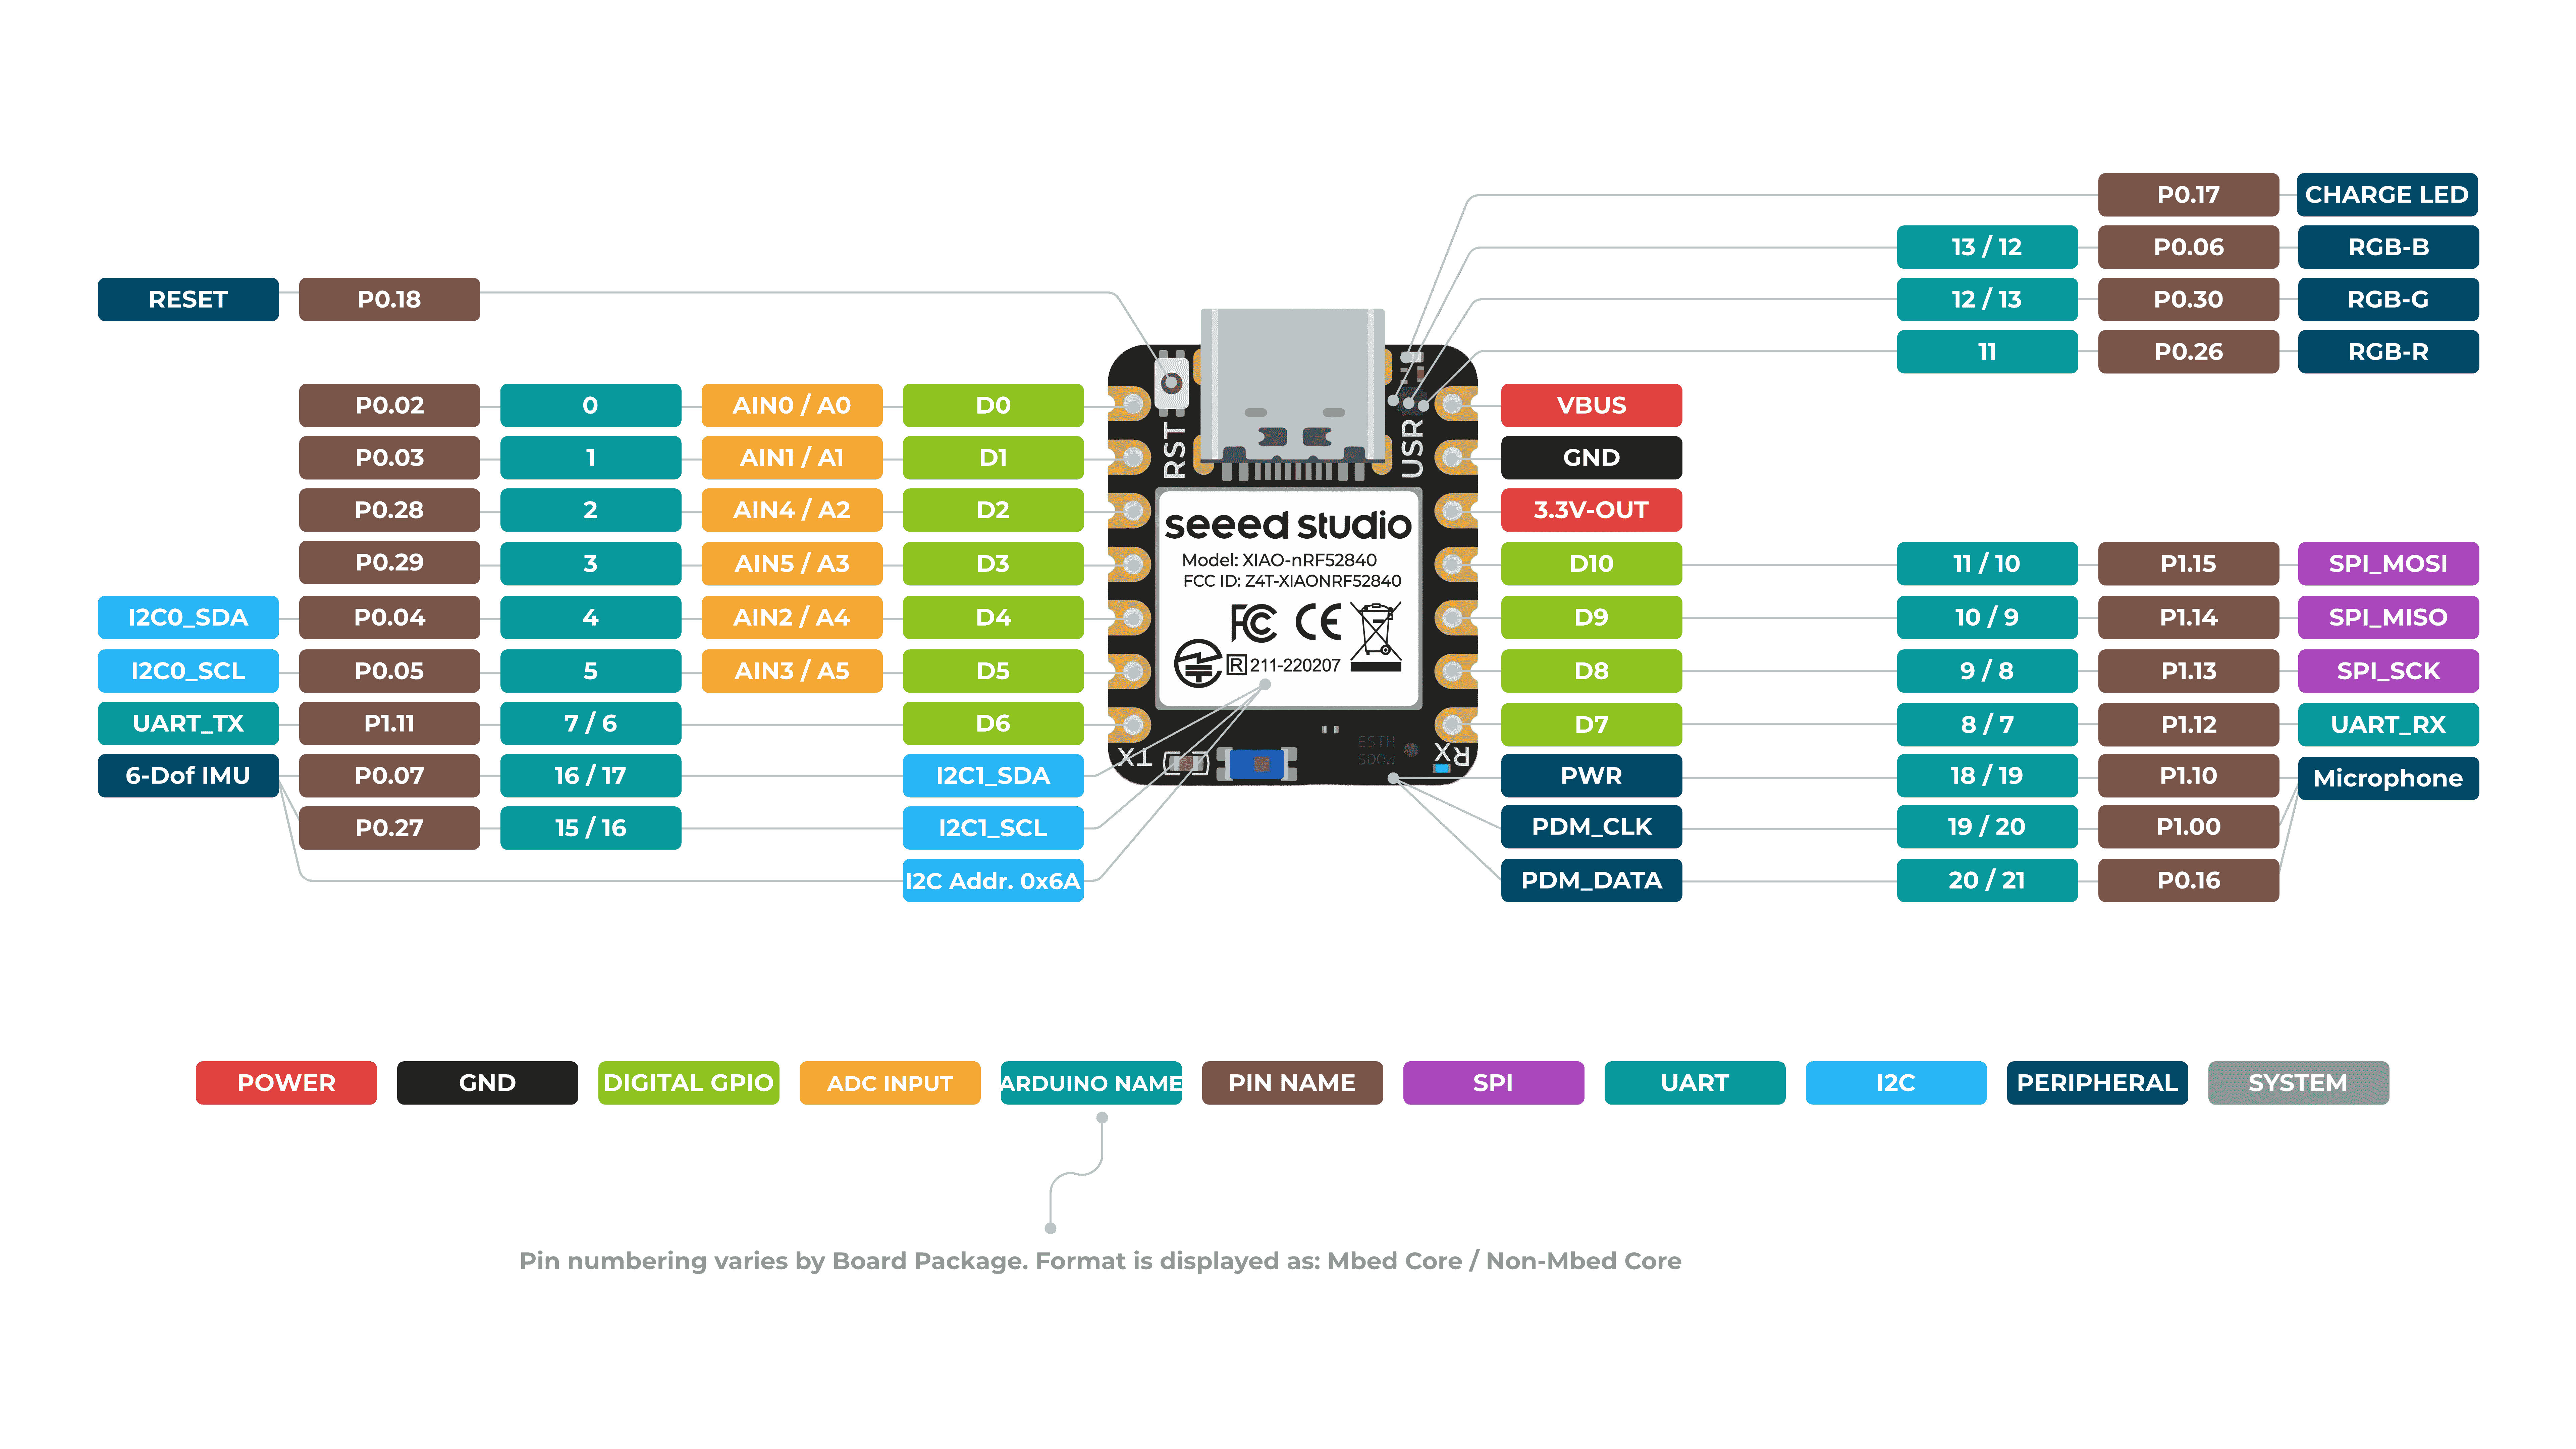 P0.17 CHARGE LED
13 / 12 P0.06 RGB-B
RESET P0.18
12 / 13 P0.30 RGB-G
11 P0.26 RGB-R
P0.02 0 AIN0 / A0 D0
VBUS
P0.03 1 AIN1 / A1 D1
GND
P0.28 2 AIN4 / A2 D2
3.3V-OUT
P0.29 3 AIN5 / A3 D3
D10 11 / 10 P1.15 SPI_MOSI
I2C0_SDA P0.04 4 AIN2 / A4 D4
D9 10 / 9 P1.14 SPI_MISO
I2C0_SCL P0.05 5 AIN3 / A5 D5
D8 9 / 8 P1.13 SPI_SCK
UART_TX P1.11 7 / 6 D6
D7 8 / 7 P1.12 UART_RX
6-Dof IMU P0.07 16 / 17 I2C1_SDA
PWR 18 / 19 P1.10 Microphone
P0.27 15 / 16 I2C1_SCL
PDM_CLK 19 / 20 P1.00
I2C Addr. 0x6A
PDM_DATA 20 / 21 P0.16
RST
USR
seeed studio
Model: XIAO-nRF52840
FCC ID: Z4T-XIAONRF52840
FC CE
R 211-220207
TX
ESTH
SDOW
RX
POWER GND DIGITAL GPIO ADC INPUT ARDUINO NAME PIN NAME SPI UART I2C PERIPHERAL SYSTEM
Pin numbering varies by Board Package. Format is displayed as: Mbed Core / Non-Mbed Core